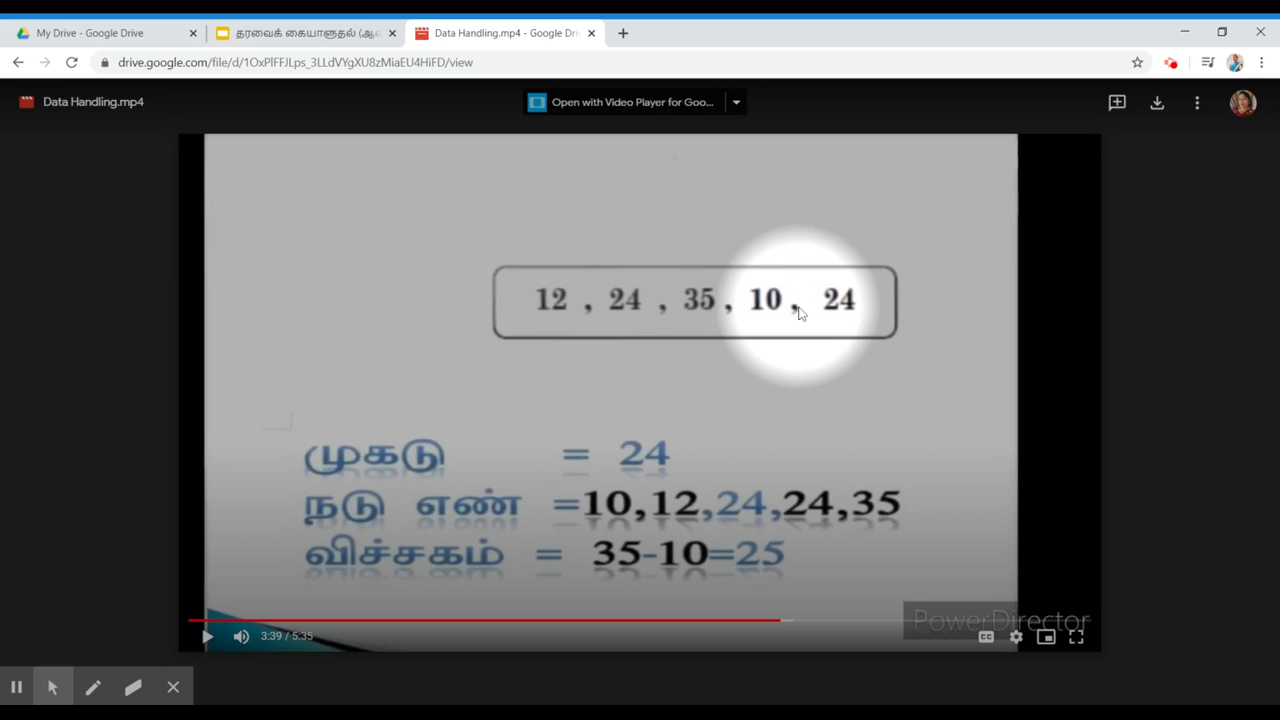 My Drive - Google Drive
தரவைக் கையாளுதல் (ஆ
Data Handling.mp4 - Google Dri
drive.google.com/file/d/1OxPlFFJLps_3LLdVYgXU8zMiaEU4HiFD/view
Data Handling.mp4
Open with Video Player for Goo...
12 , 24 , 35 , 10 , 24
முகடு = 24
நடு எண் =10,12,24,24,35
விச்சகம் = 35-10=25
PowerDirector
3:39 / 5:35